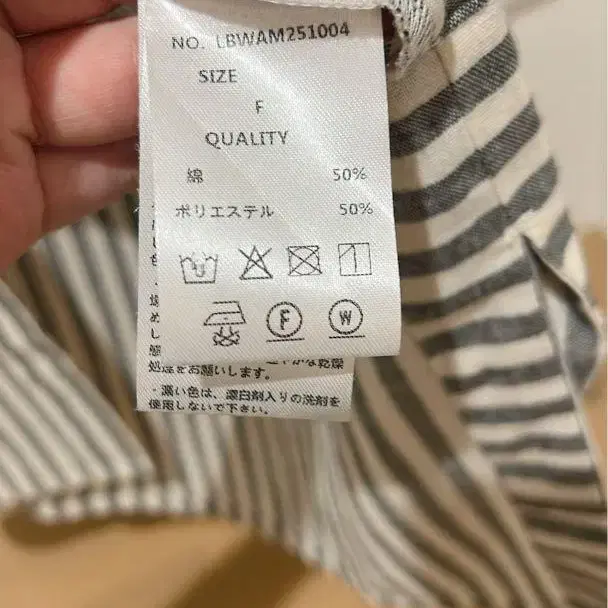 NO. LBWAM251004
SIZE
F
QUALITY
綿 50%
ポリエステル 50%
F
W
処理をお願いします。
・濃い色は、漂白剤入りの洗剤を
使用しないで下さい。